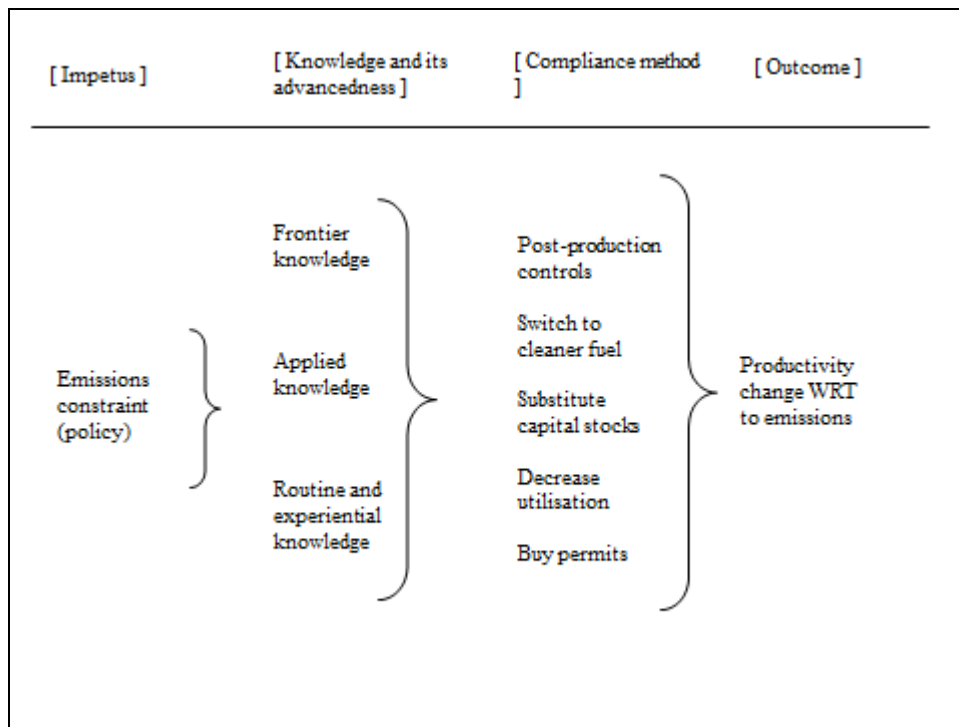 [ Impetus ]
[ Knowledge and its
advancedness ]
[ Compliance method
]
[ Outcome ]
Emissions
constraint
(policy)
Frontier
knowledge
Applied
knowledge
Routine and
experiential
knowledge
Post-production
controls
Switch to
cleaner fuel
Substitute
capital stocks
Decrease
utilisation
Buy permits
Productivity
change WRT
to emissions